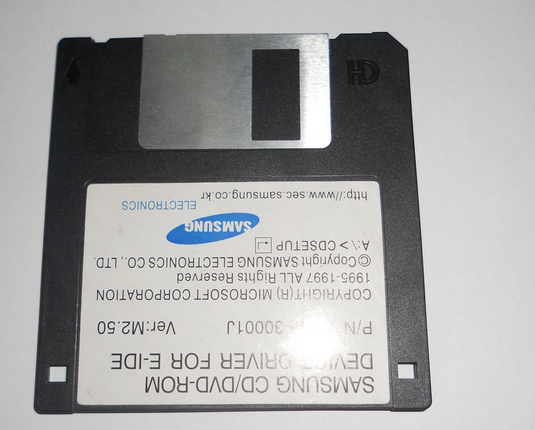 SAMSUNG CD/DVD-ROM
DEVICE DRIVER FOR E-IDE
P/N: -30001J Ver:M2.50
COPYRIGHT(R) MICROSOFT CORPORATION
1995-1997 ALL Rights Reserved
©Copyright SAMSUNG ELECTRONICS CO., LTD.
A:\ > CDSETUP
SAMSUNG
ELECTRONICS
http://www.sec.samsung.co.kr
HD